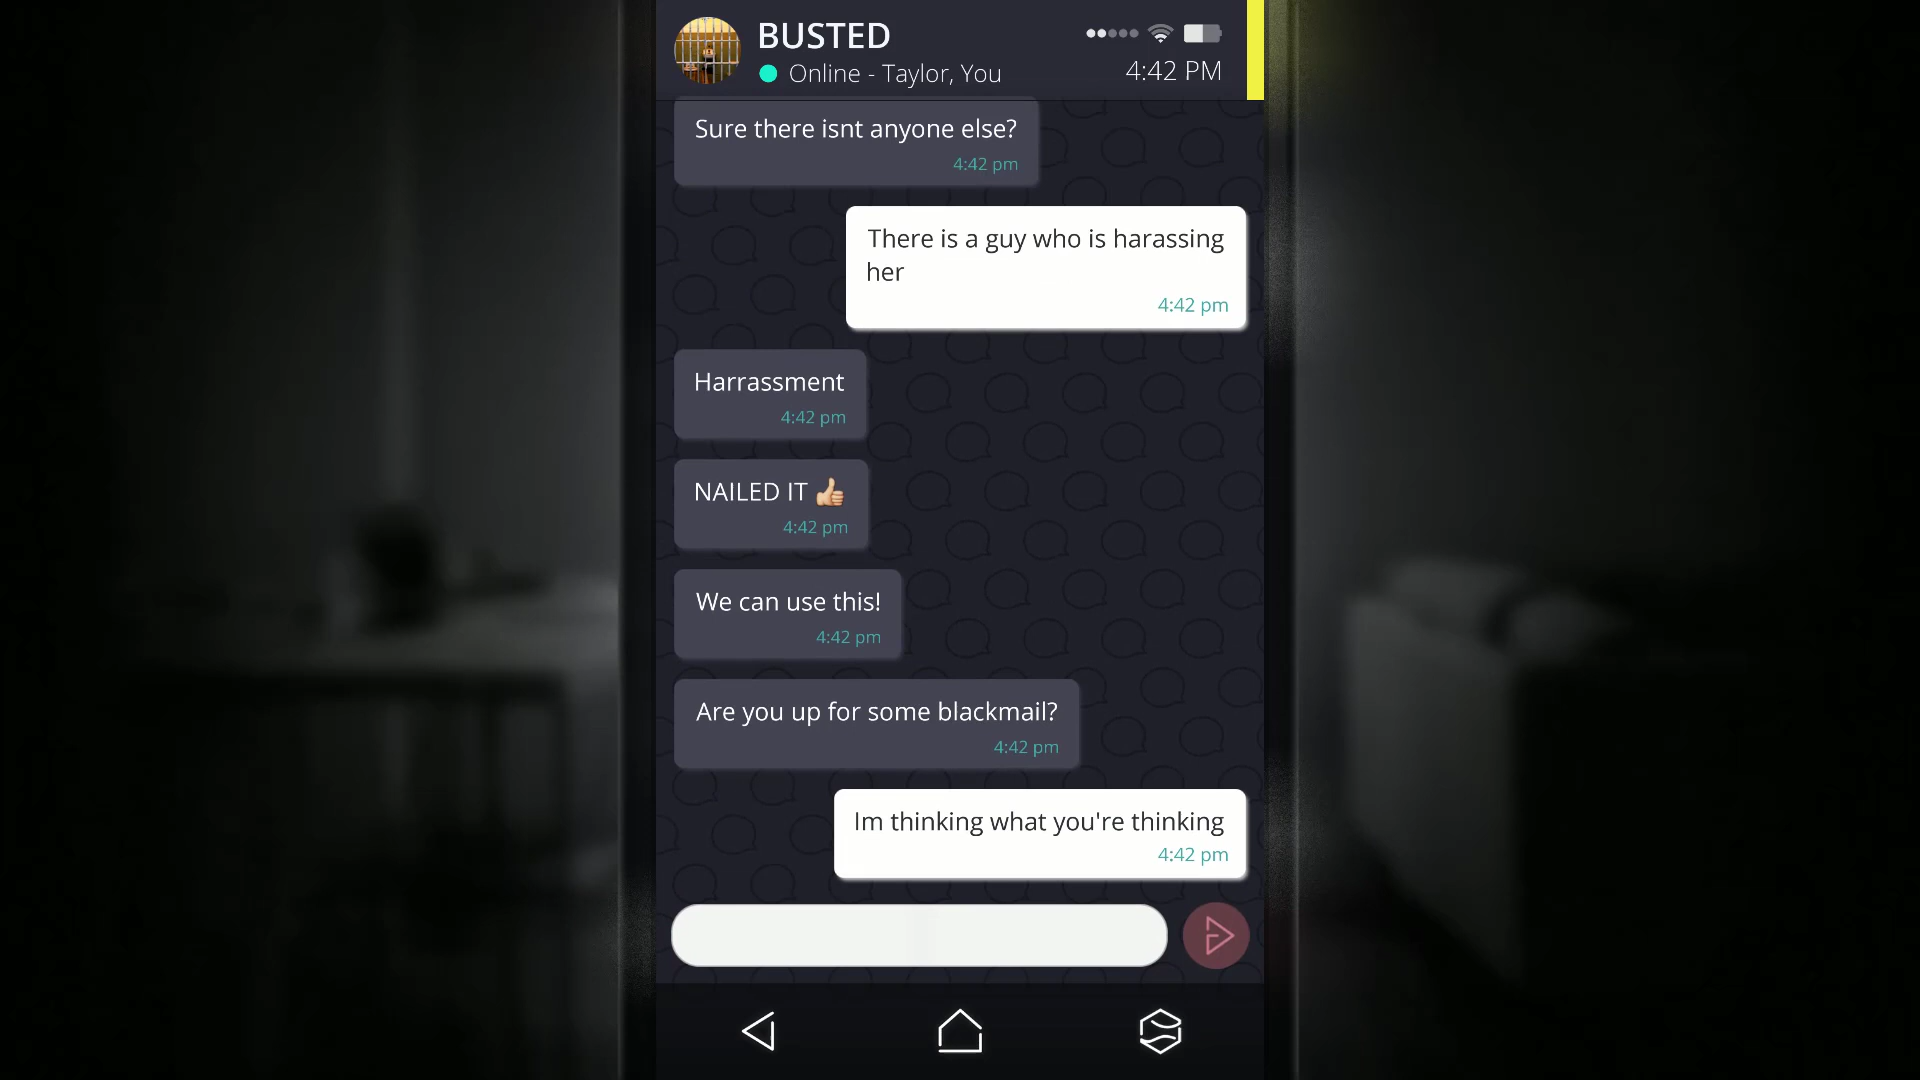 BUSTED
Online - Taylor, You
4:42 PM
Sure there isnt anyone else?
4:42 pm
There is a guy who is harassing
her
4:42 pm
Harrassment
4:42 pm
NAILED IT 👍
4:42 pm
We can use this!
4:42 pm
Are you up for some blackmail?
4:42 pm
Im thinking what you're thinking
4:42 pm